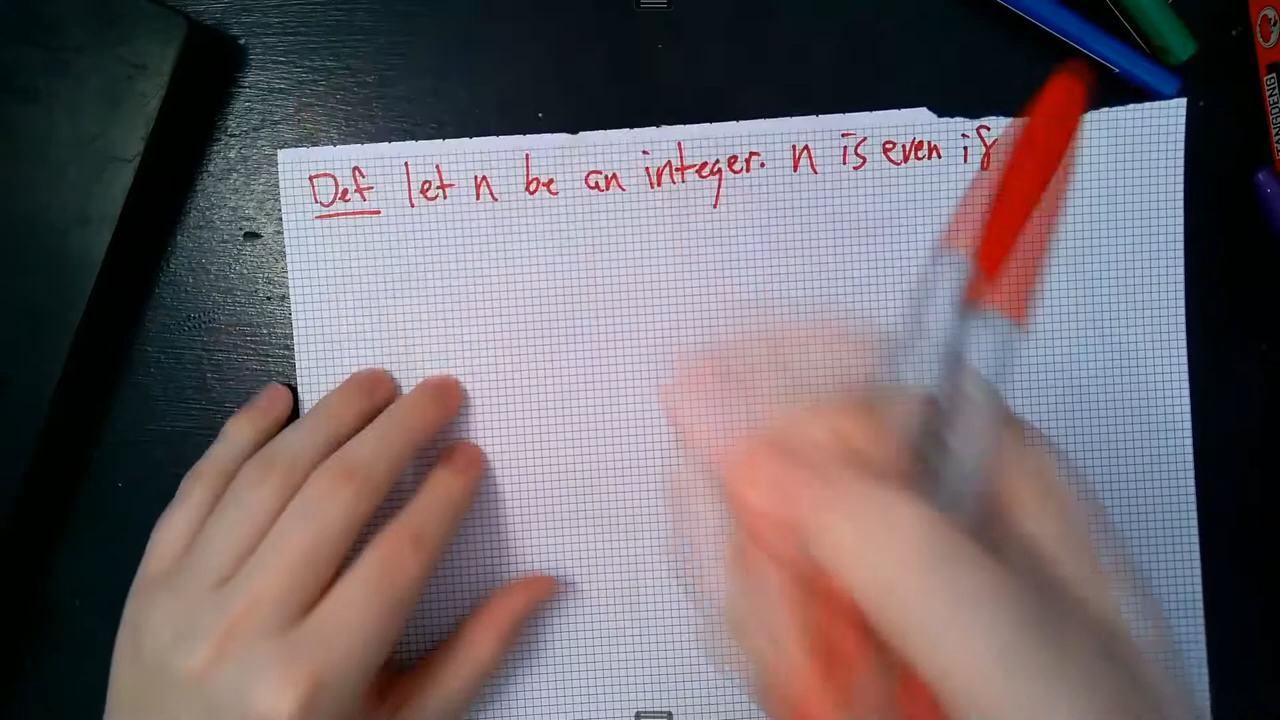 Def let n be an integer. n is even if